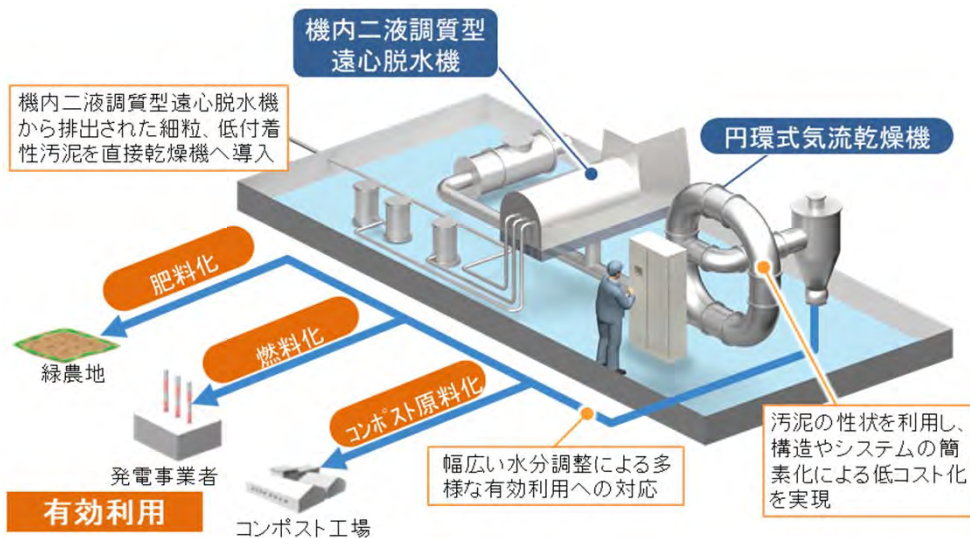 機内二液調質型
遠心脱水機
機内二液調質型遠心脱水機
から排出された細粒、低付着
性汚泥を直接乾燥機へ導入
円環式気流乾燥機
肥料化
緑農地
燃料化
発電事業者
コンポスト原料化
コンポスト工場
幅広い水分調整による多
様な有効利用への対応
汚泥の性状を利用し、
構造やシステムの簡
素化による低コスト化
を実現
有効利用